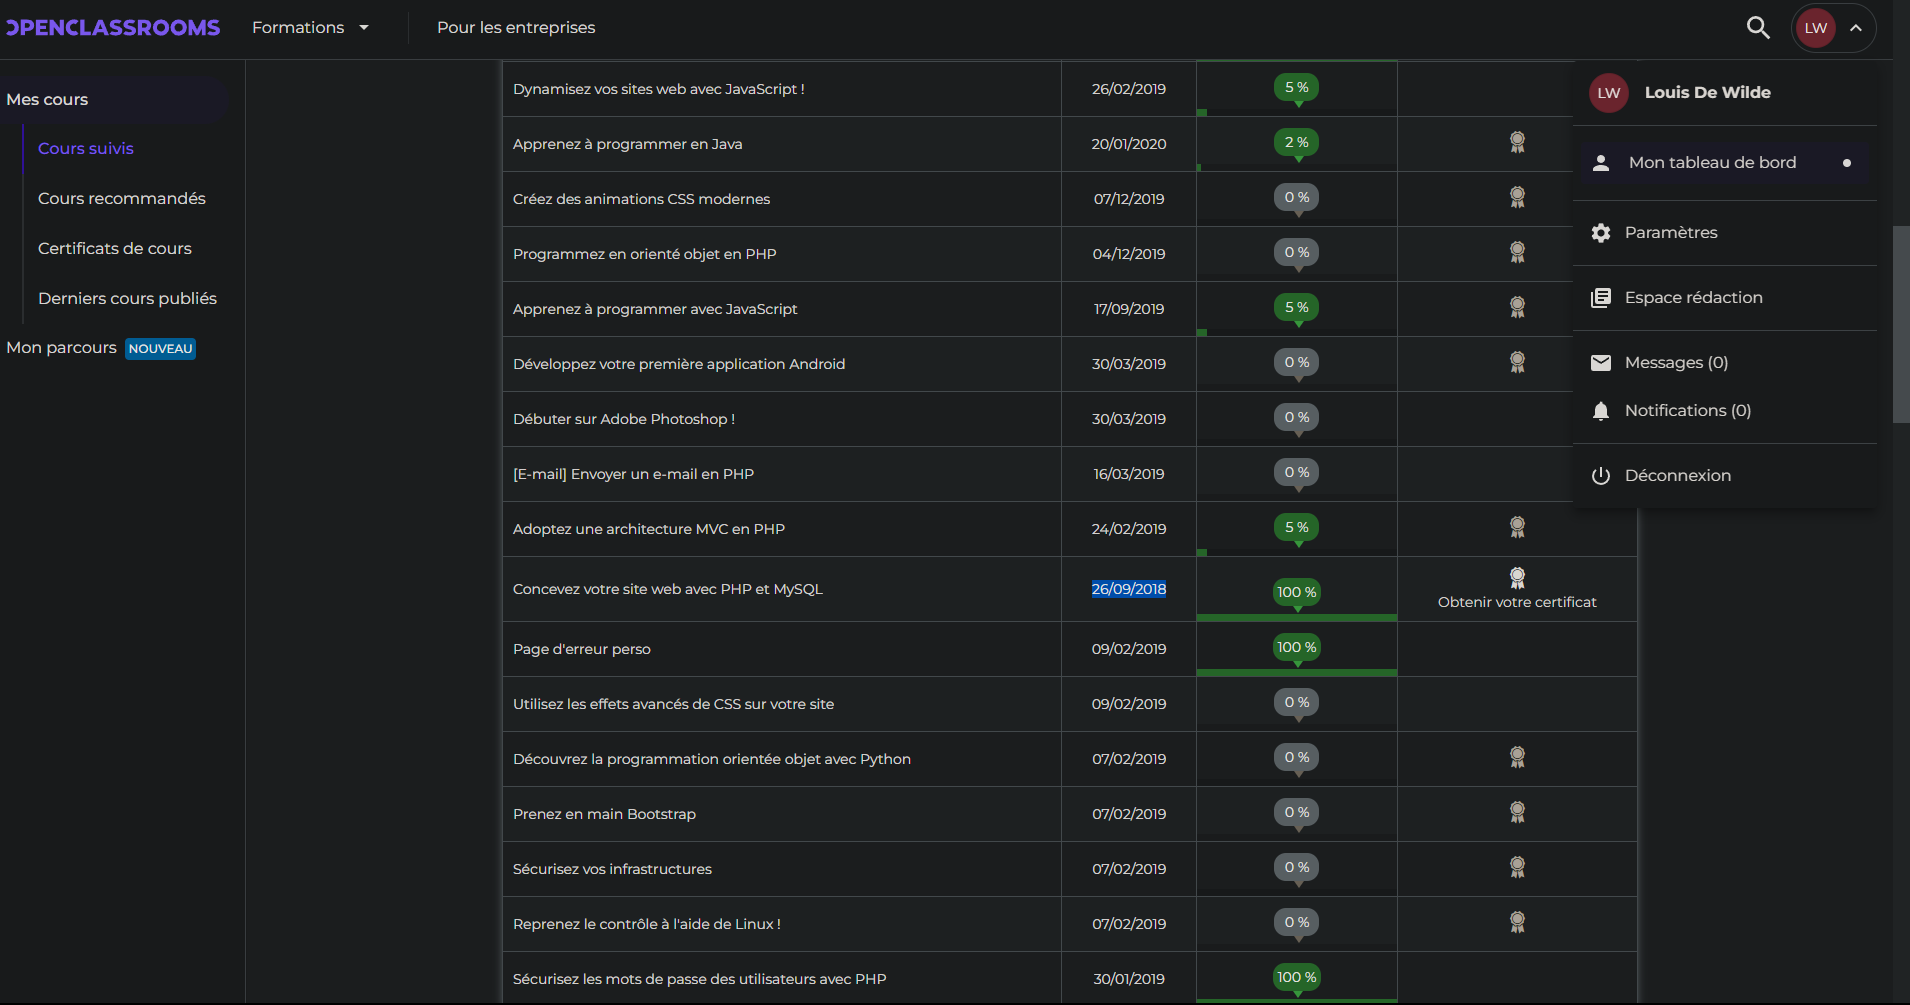 OPENCLASSROOMS
Formations
Pour les entreprises
LW
Mes cours
Cours suivis
Cours recommandés
Certificats de cours
Derniers cours publiés
Mon parcours NOUVEAU
Dynamisez vos sites web avec JavaScript ! 26/02/2019 5 %
Apprenez à programmer en Java 20/01/2020 2 %
Créez des animations CSS modernes 07/12/2019 0 %
Programmez en orienté objet en PHP 04/12/2019 0 %
Apprenez à programmer avec JavaScript 17/09/2019 5 %
Développez votre première application Android 30/03/2019 0 %
Débuter sur Adobe Photoshop ! 30/03/2019 0 %
[E-mail] Envoyer un e-mail en PHP 16/03/2019 0 %
Adoptez une architecture MVC en PHP 24/02/2019 5 %
Concevez votre site web avec PHP et MySQL 26/09/2018 100 % Obtenir votre certificat
Page d'erreur perso 09/02/2019 100 %
Utilisez les effets avancés de CSS sur votre site 09/02/2019 0 %
Découvrez la programmation orientée objet avec Python 07/02/2019 0 %
Prenez en main Bootstrap 07/02/2019 0 %
Sécurisez vos infrastructures 07/02/2019 0 %
Reprenez le contrôle à l'aide de Linux ! 07/02/2019 0 %
Sécurisez les mots de passe des utilisateurs avec PHP 30/01/2019 100 %
LW Louis De Wilde
Mon tableau de bord
Paramètres
Espace rédaction
Messages (0)
Notifications (0)
Déconnexion